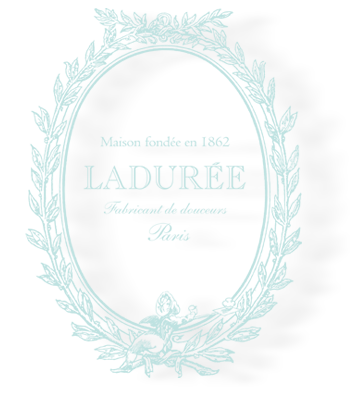 Maison fondée en 1862
LADURÉE
Fabricant de douceurs
Paris